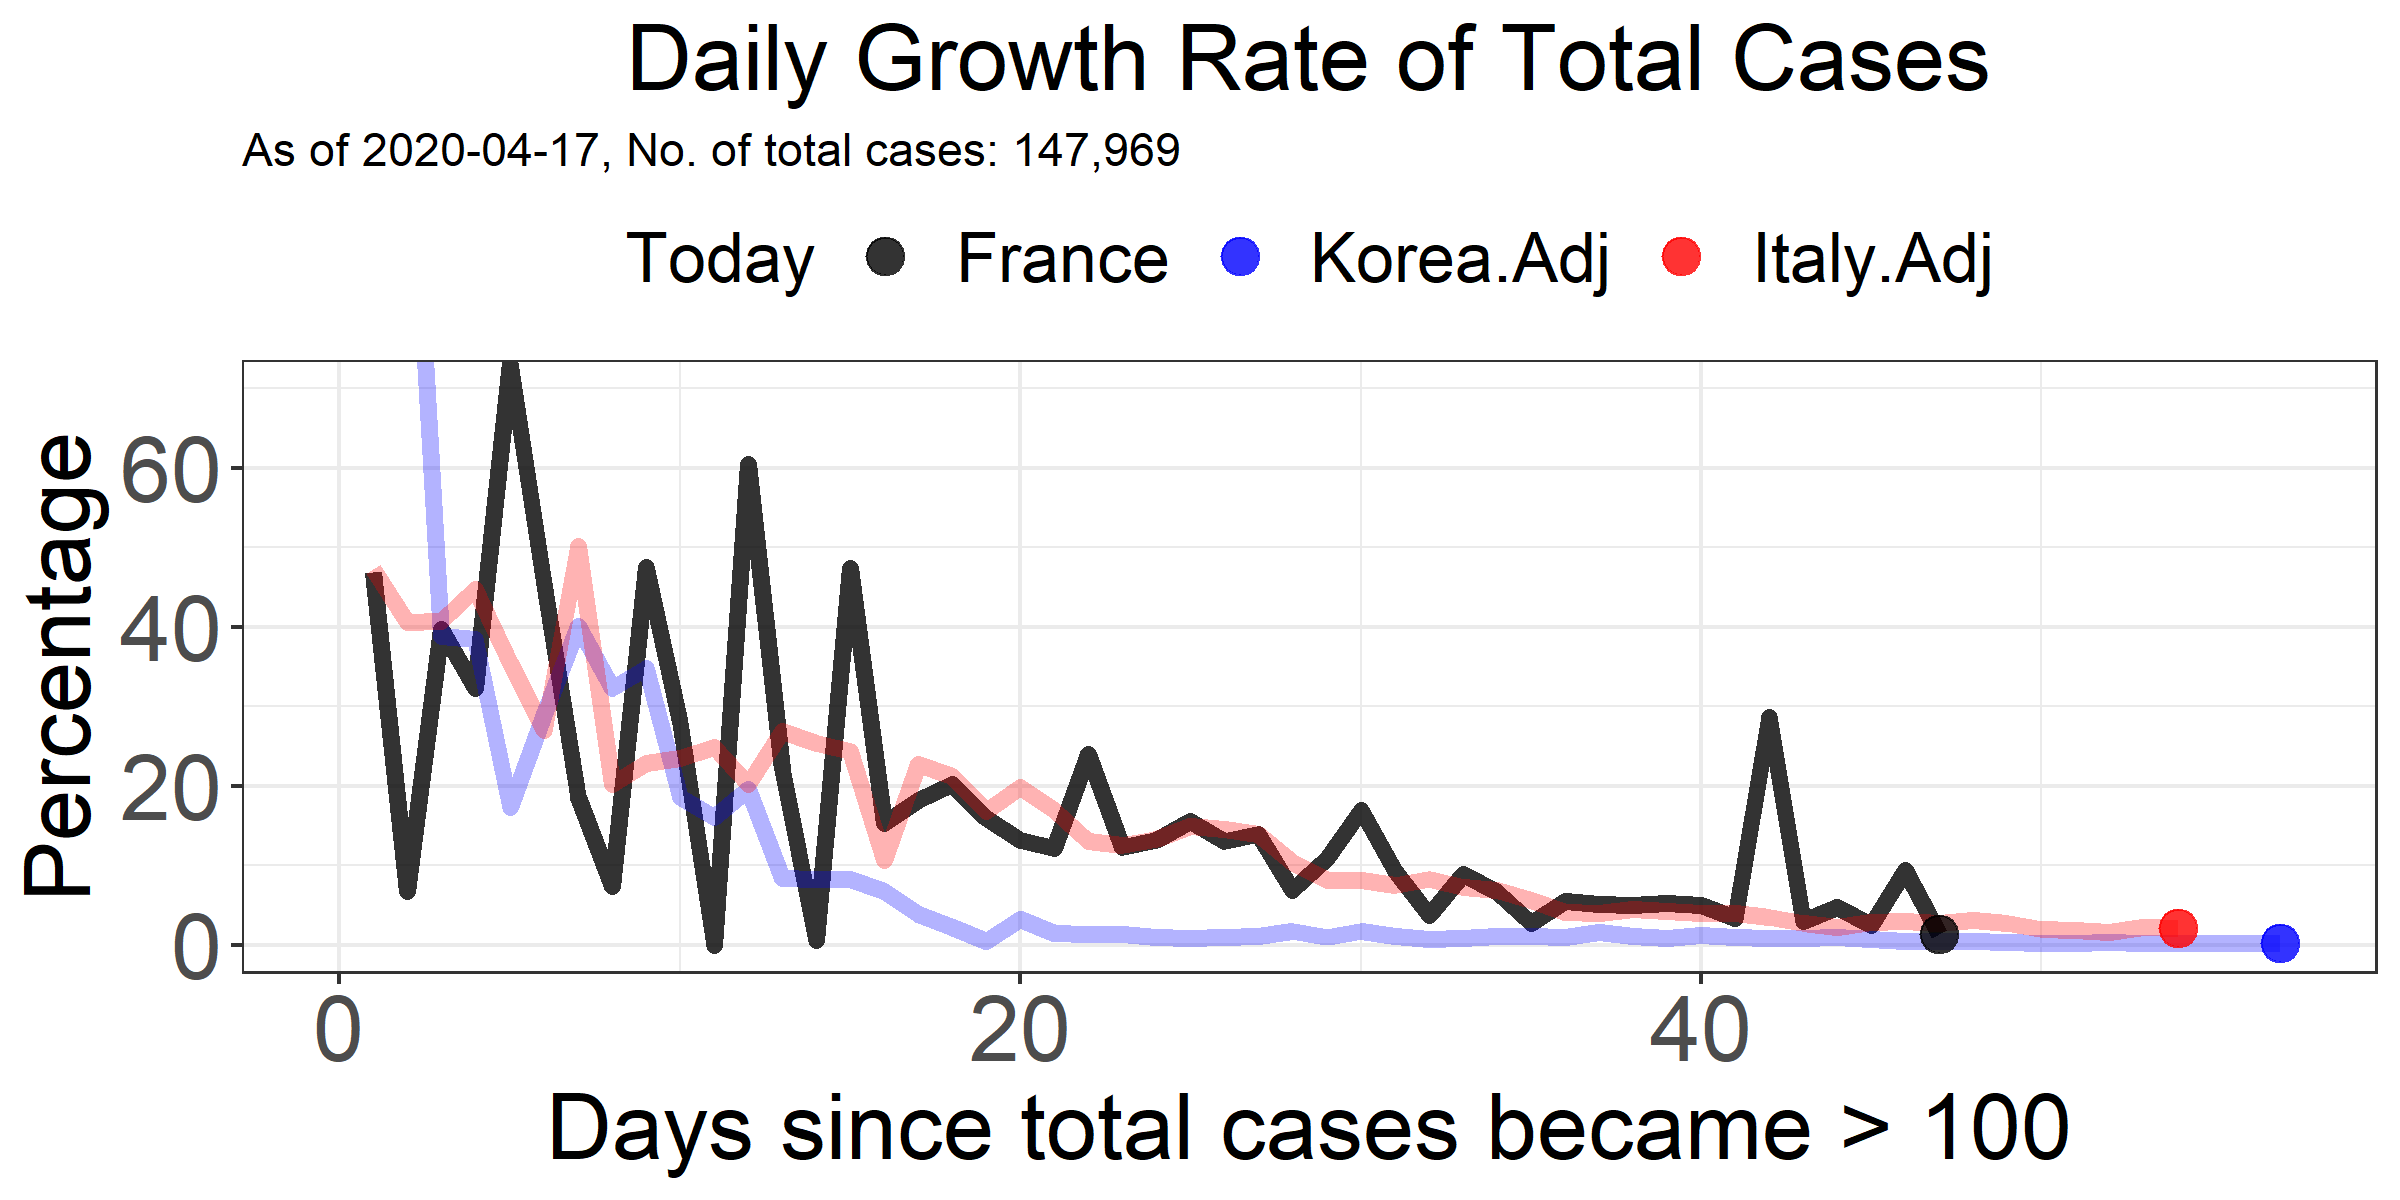 Daily Growth Rate of Total Cases
As of 2020-04-17, No. of total cases: 147,969
Today France Korea.Adj Italy.Adj
Percentage
60
40
20
0
0 20 40
Days since total cases became > 100